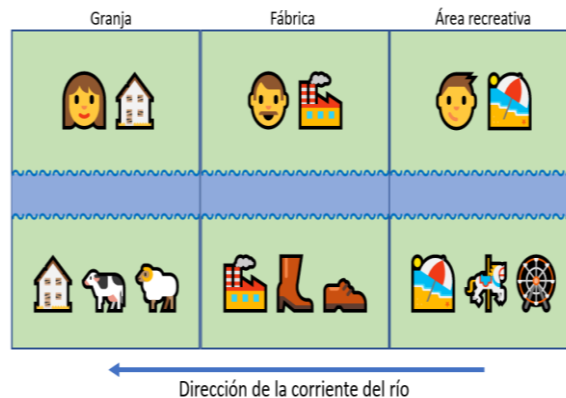 Granja
Fábrica
Área recreativa
Dirección de la corriente del río